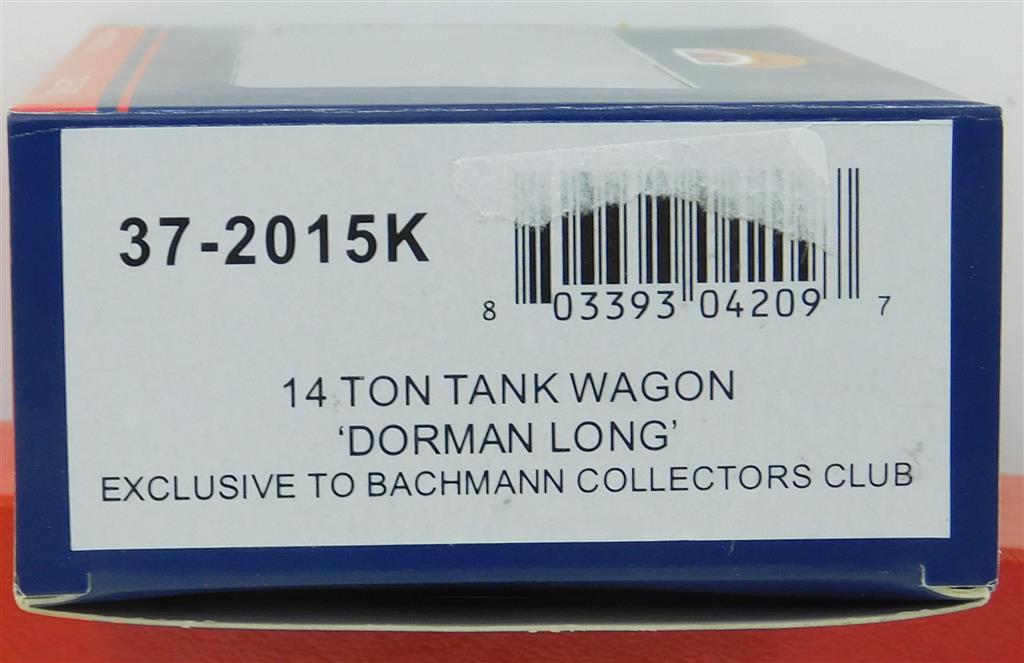 37-2015K
8 03393 04209 7
14 TON TANK WAGON
‘DORMAN LONG’
EXCLUSIVE TO BACHMANN COLLECTORS CLUB